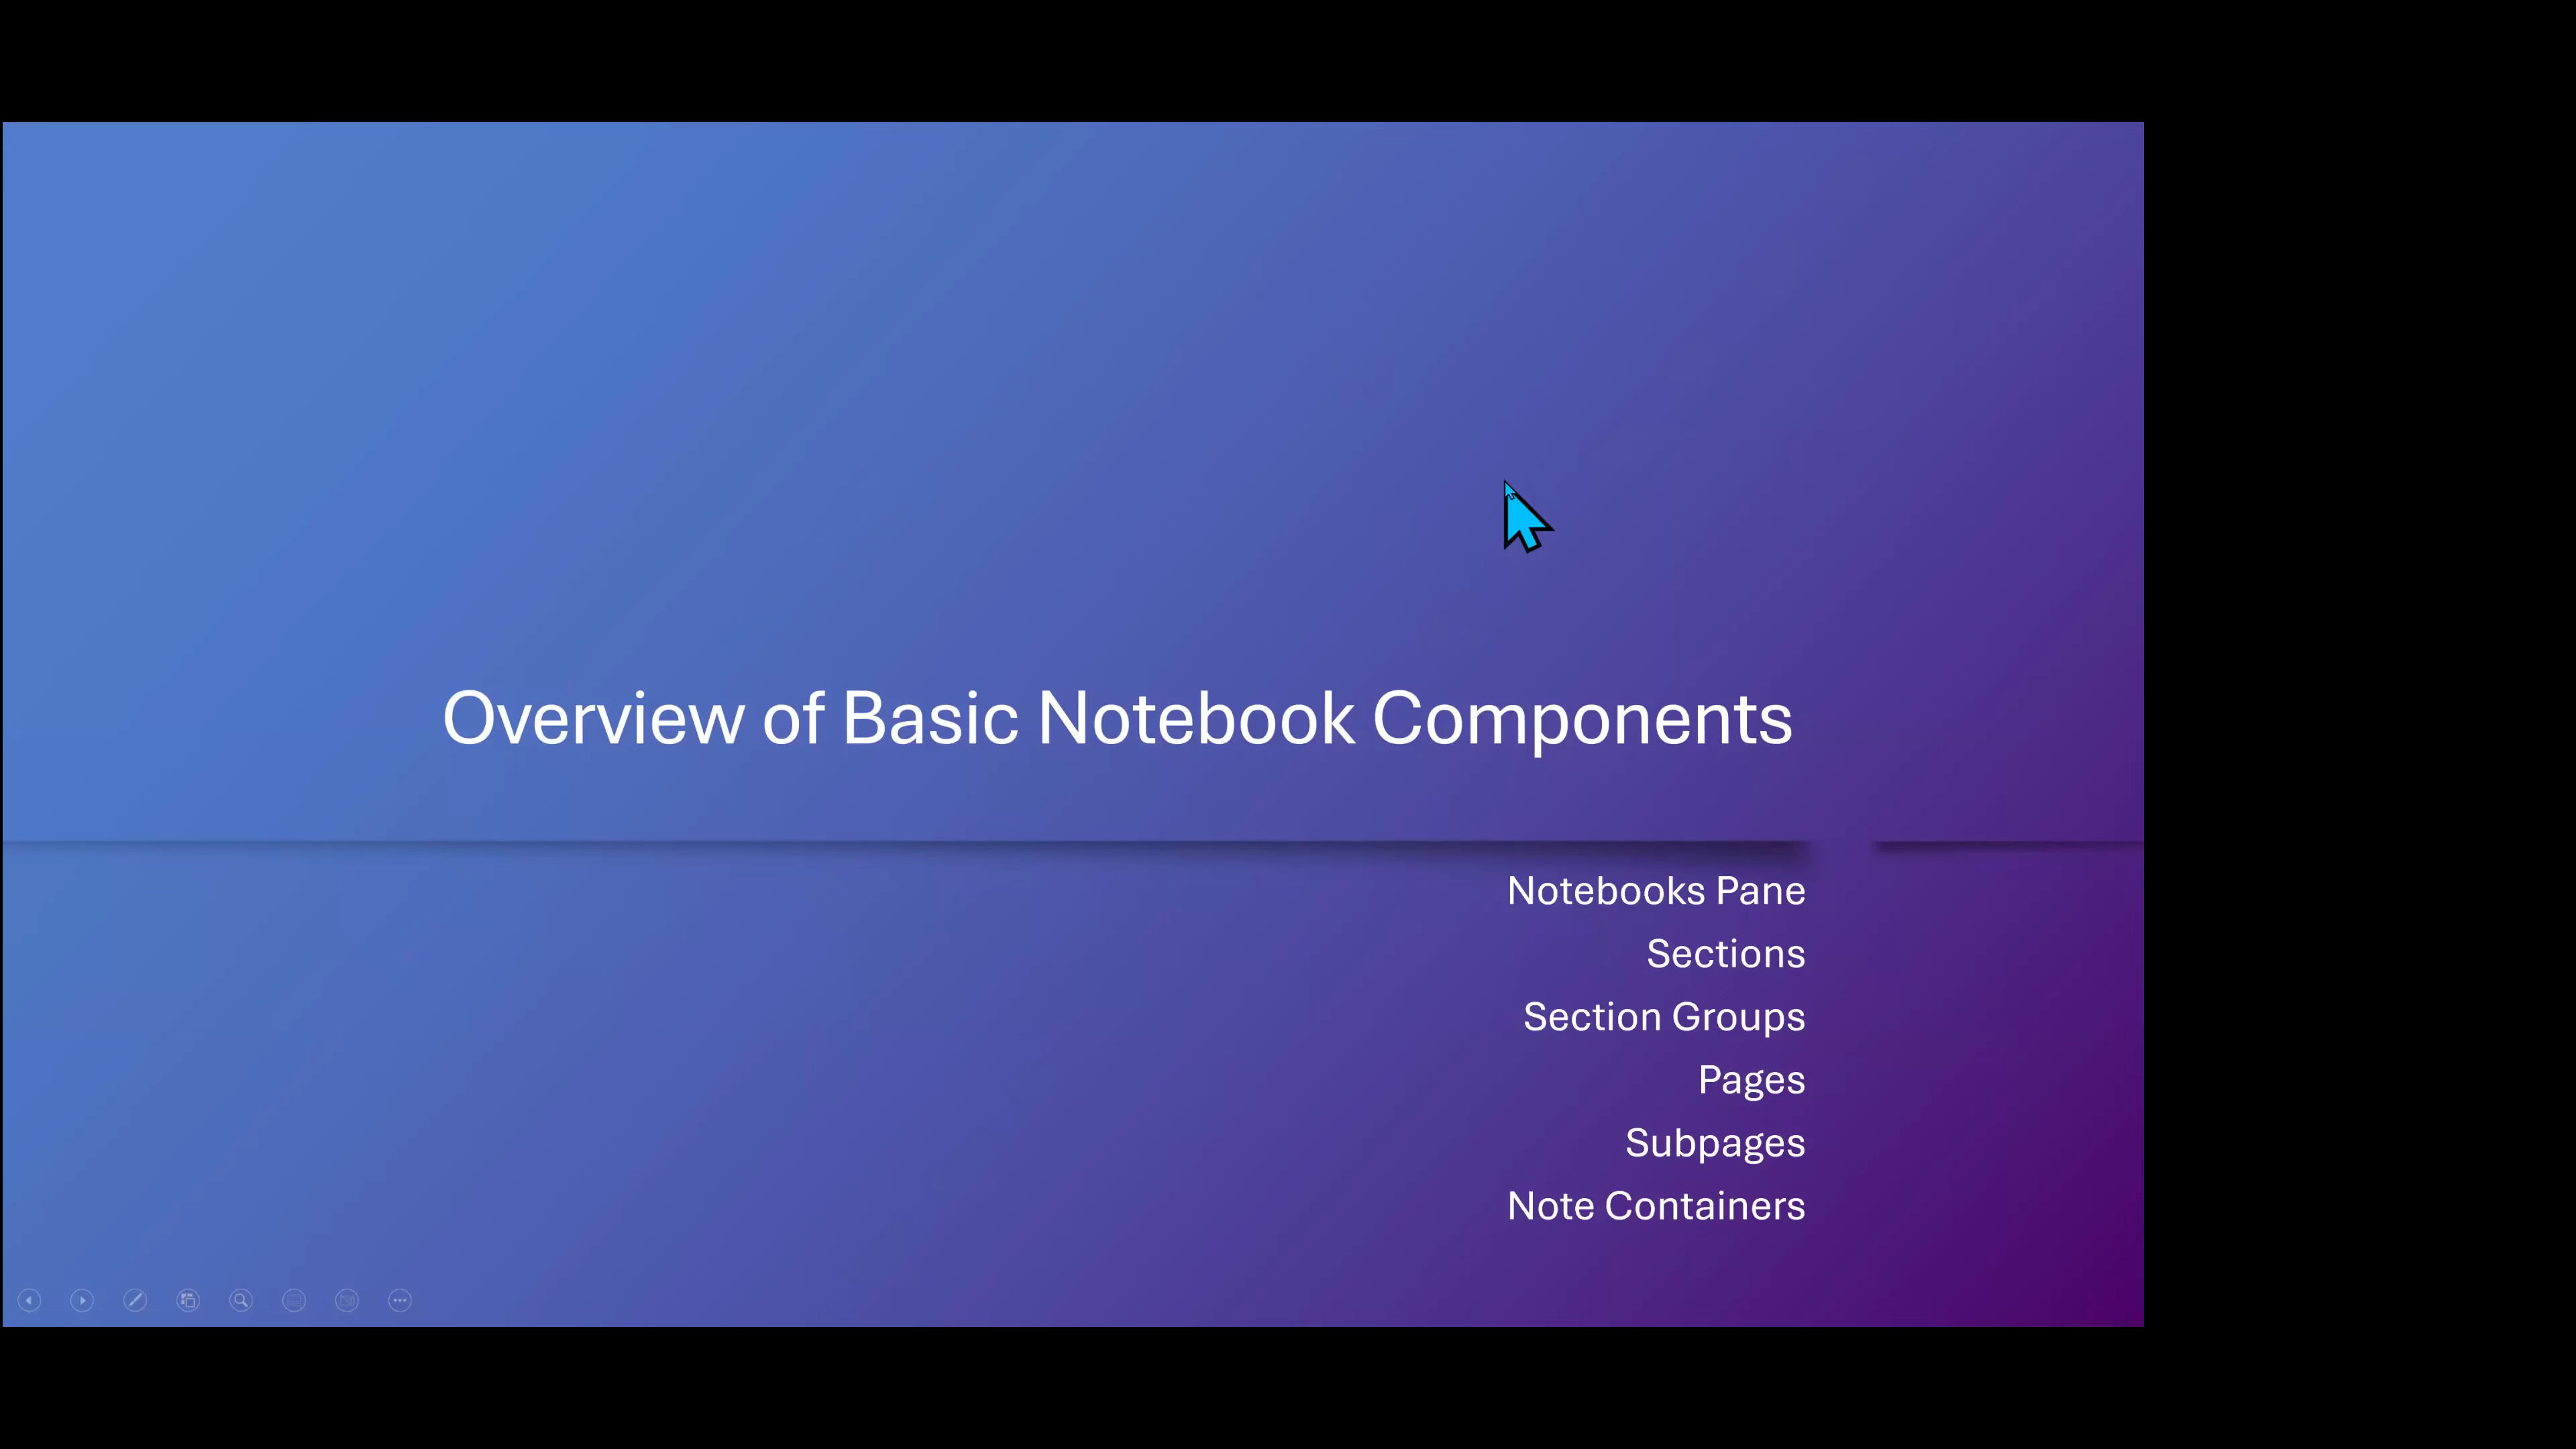 Overview of Basic Notebook Components
Notebooks Pane
Sections
Section Groups
Pages
Subpages
Note Containers